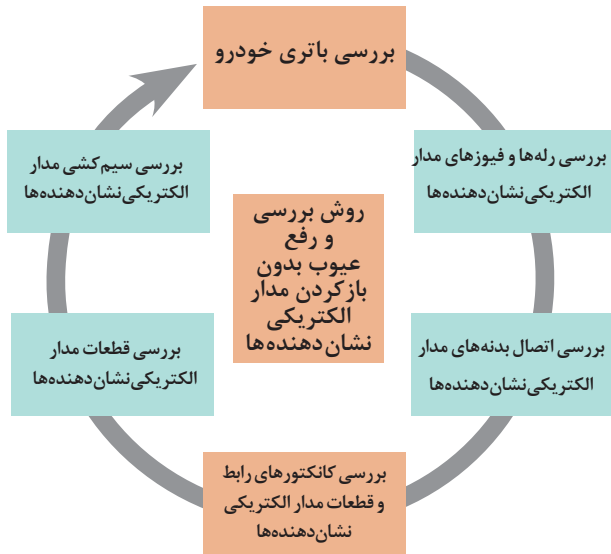 بررسی باتری خودرو
بررسی رله‌ها و فیوزهای مدار
الکتریکی نشان‌دهنده‌ها
بررسی اتصال بدنه‌های مدار
الکتریکی نشان‌دهنده‌ها
بررسی کانکتورهای رابط
و قطعات مدار الکتریکی
نشان‌دهنده‌ها
بررسی قطعات مدار
الکتریکی نشان‌دهنده‌ها
بررسی سیم‌کشی مدار
الکتریکی نشان‌دهنده‌ها
روش بررسی
و رفع
عیوب بدون
بازکردن مدار
الکتریکی
نشان‌دهنده‌ها